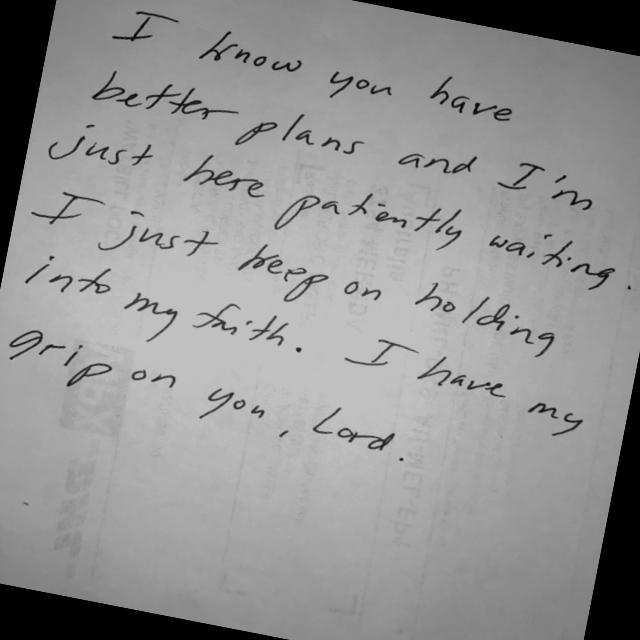 I know you have
better plans and I'm
just here patiently waiting.
I just keep on holding
into my faith. I have my
grip on you, Lord.